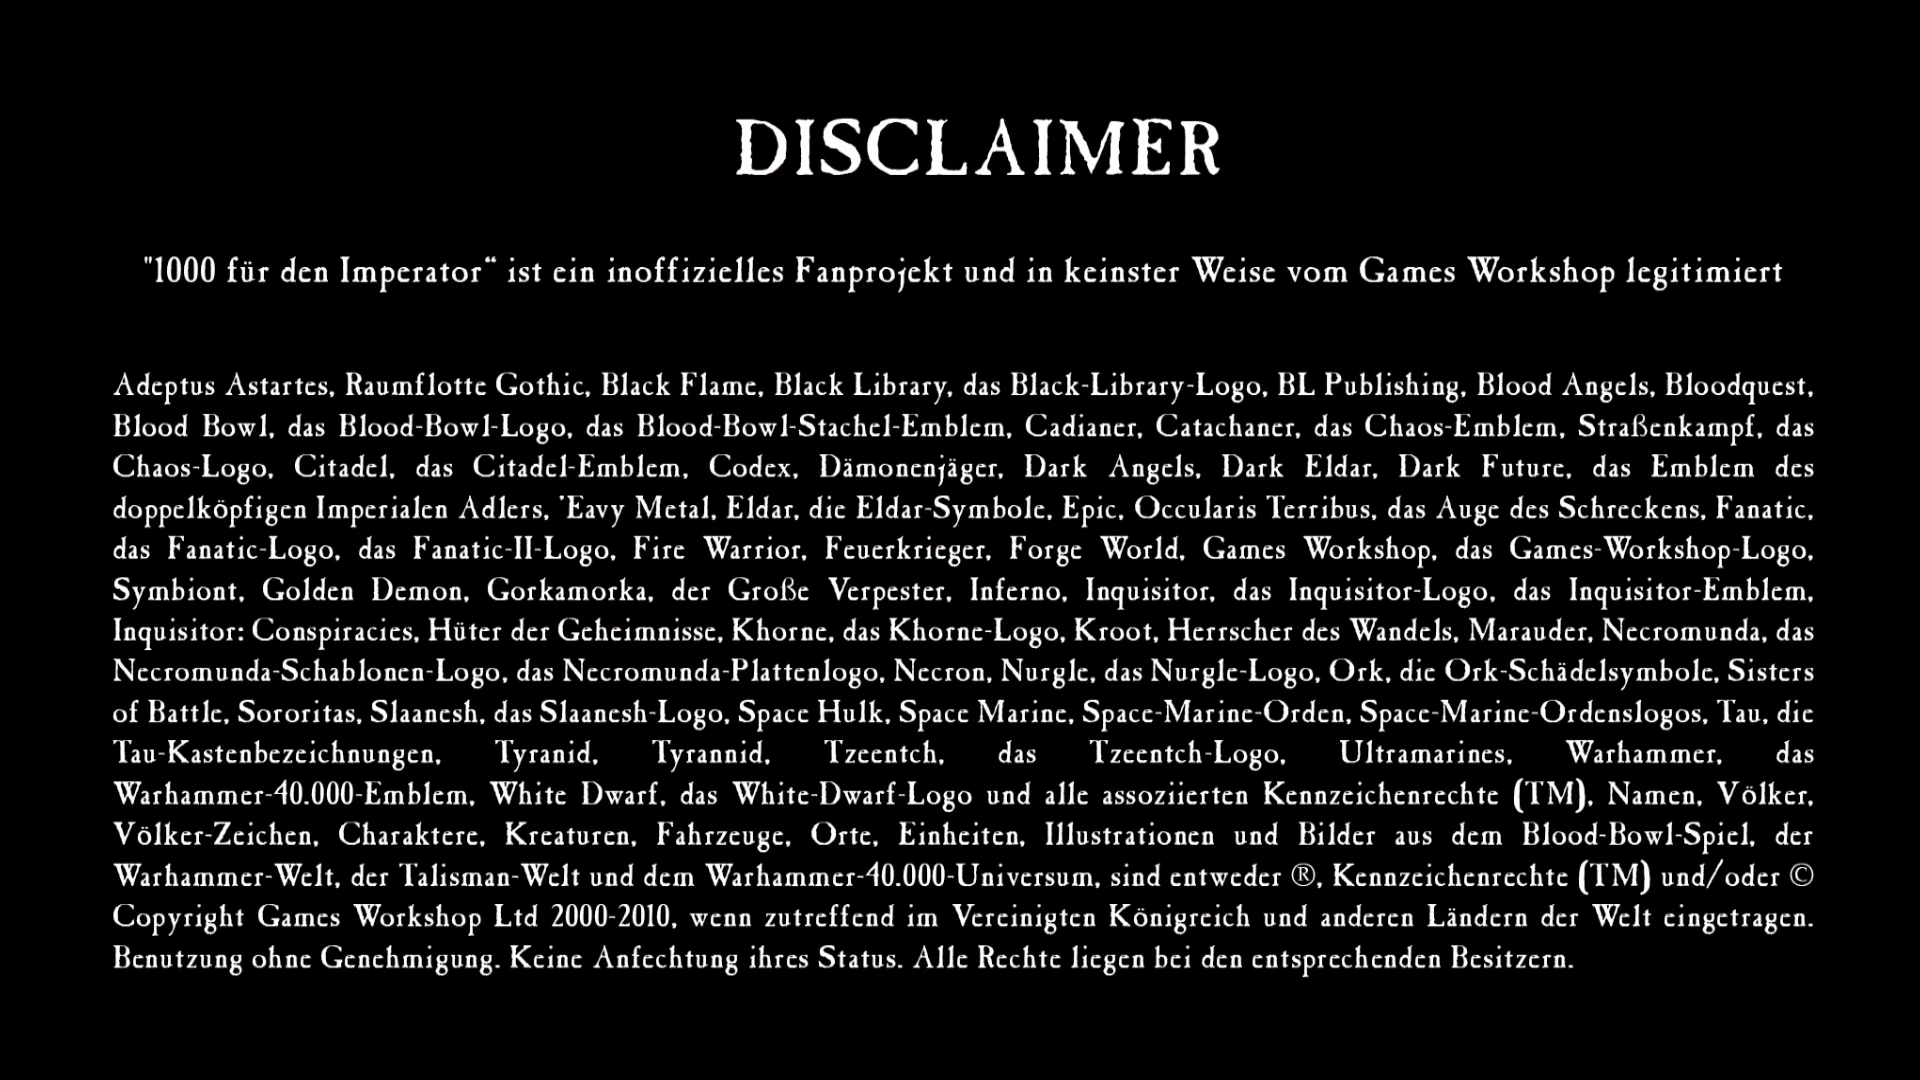 DISCLAIMER
"1000 für den Imperator“ ist ein inoffizielles Fanprojekt und in keinster Weise vom Games Workshop legitimiert
Adeptus Astartes, Raumflotte Gothic, Black Flame, Black Library, das Black-Library-Logo, BL Publishing, Blood Angels, Bloodquest,
Blood Bowl, das Blood-Bowl-Logo, das Blood-Bowl-Stachel-Emblem, Cadianer, Catachaner, das Chaos-Emblem, Straßenkampf, das
Chaos-Logo, Citadel, das Citadel-Emblem, Codex, Dämonenjäger, Dark Angels, Dark Eldar, Dark Future, das Emblem des
doppelköpfigen Imperialen Adlers, 'Eavy Metal, Eldar, die Eldar-Symbole, Epic, Occularis Terribus, das Auge des Schreckens, Fanatic,
das Fanatic-Logo, das Fanatic-II-Logo, Fire Warrior, Feuerkrieger, Forge World, Games Workshop, das Games-Workshop-Logo,
Symbiont, Golden Demon, Gorkamorka, der Große Verpester, Inferno, Inquisitor, das Inquisitor-Logo, das Inquisitor-Emblem,
Inquisitor: Conspiracies, Hüter der Geheimnisse, Khorne, das Khorne-Logo, Kroot, Herrscher des Wandels, Marauder, Necromunda, das
Necromunda-Schablonen-Logo, das Necromunda-Plattenlogo, Necron, Nurgle, das Nurgle-Logo, Ork, die Ork-Schädelsymbole, Sisters
of Battle, Sororitas, Slaanesh, das Slaanesh-Logo, Space Hulk, Space Marine, Space-Marine-Orden, Space-Marine-Ordenslogos, Tau, die
Tau-Kastenbezeichnungen, Tyranid, Tyrannid, Tzeentch, das Tzeentch-Logo, Ultramarines, Warhammer, das
Warhammer-40.000-Emblem, White Dwarf, das White-Dwarf-Logo und alle assoziierten Kennzeichenrechte (TM), Namen, Völker,
Völker-Zeichen, Charaktere, Kreaturen, Fahrzeuge, Orte, Einheiten, Illustrationen und Bilder aus dem Blood-Bowl-Spiel, der
Warhammer-Welt, der Talisman-Welt und dem Warhammer-40.000-Universum, sind entweder ®, Kennzeichenrechte (TM) und/oder ©
Copyright Games Workshop Ltd 2000-2010, wenn zutreffend im Vereinigten Königreich und anderen Ländern der Welt eingetragen.
Benutzung ohne Genehmigung. Keine Anfechtung ihres Status. Alle Rechte liegen bei den entsprechenden Besitzern.